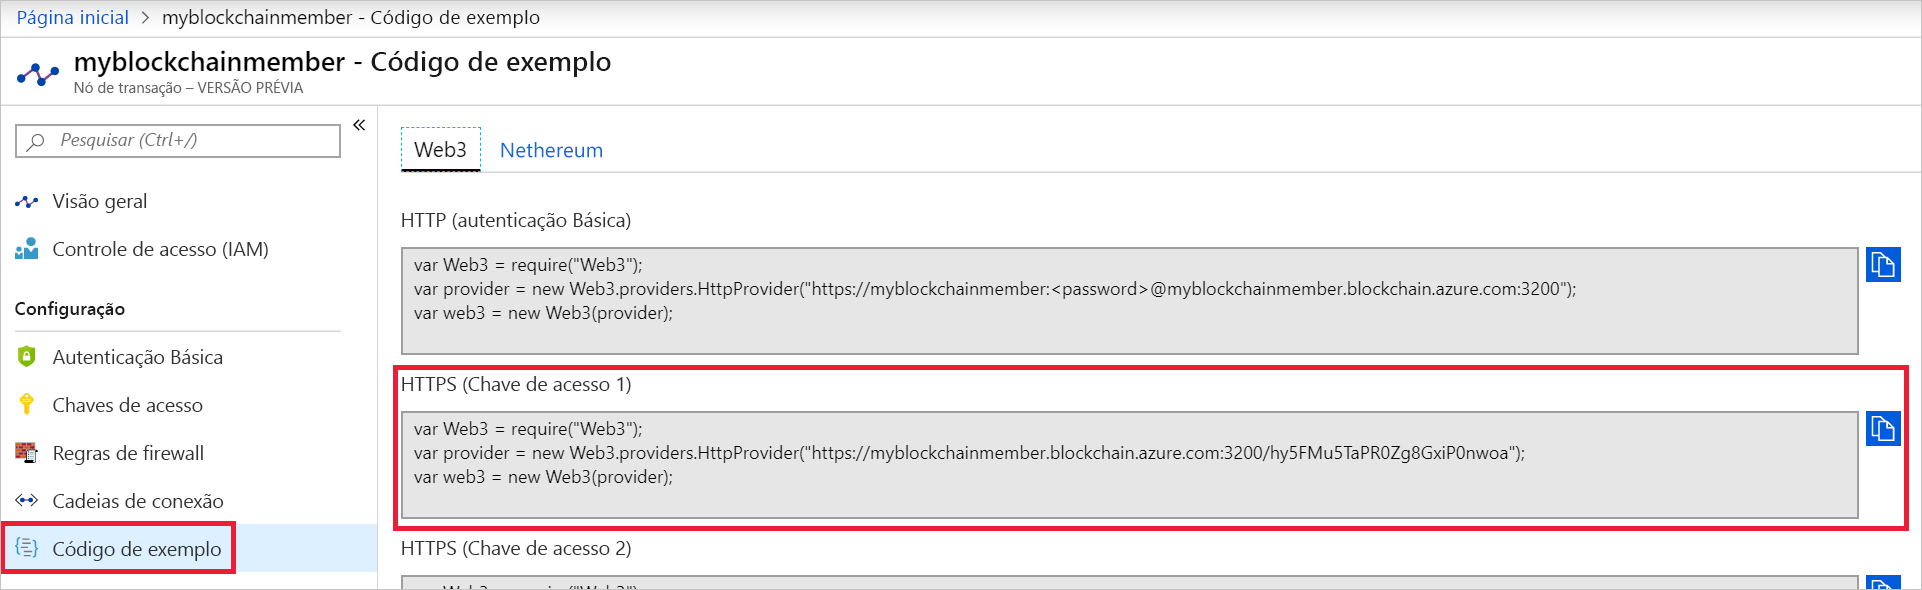 Página inicial > myblockchainmember - Código de exemplo
myblockchainmember - Código de exemplo
Nó de transação – VERSÃO PRÉVIA
Pesquisar (Ctrl+/)
«
Visão geral
Controle de acesso (IAM)
Configuração
Autenticação Básica
Chaves de acesso
Regras de firewall
Cadeias de conexão
Código de exemplo
Web3
Nethereum
HTTP (autenticação Básica)
var Web3 = require("Web3");
var provider = new Web3.providers.HttpProvider("https://myblockchainmember:<password>@myblockchainmember.blockchain.azure.com:3200");
var web3 = new Web3(provider);
HTTPS (Chave de acesso 1)
var Web3 = require("Web3");
var provider = new Web3.providers.HttpProvider("https://myblockchainmember.blockchain.azure.com:3200/hy5FMu5TaPR0Zg8GxiP0nwoa");
var web3 = new Web3(provider);
HTTPS (Chave de acesso 2)
var Web3 = require("Web3");